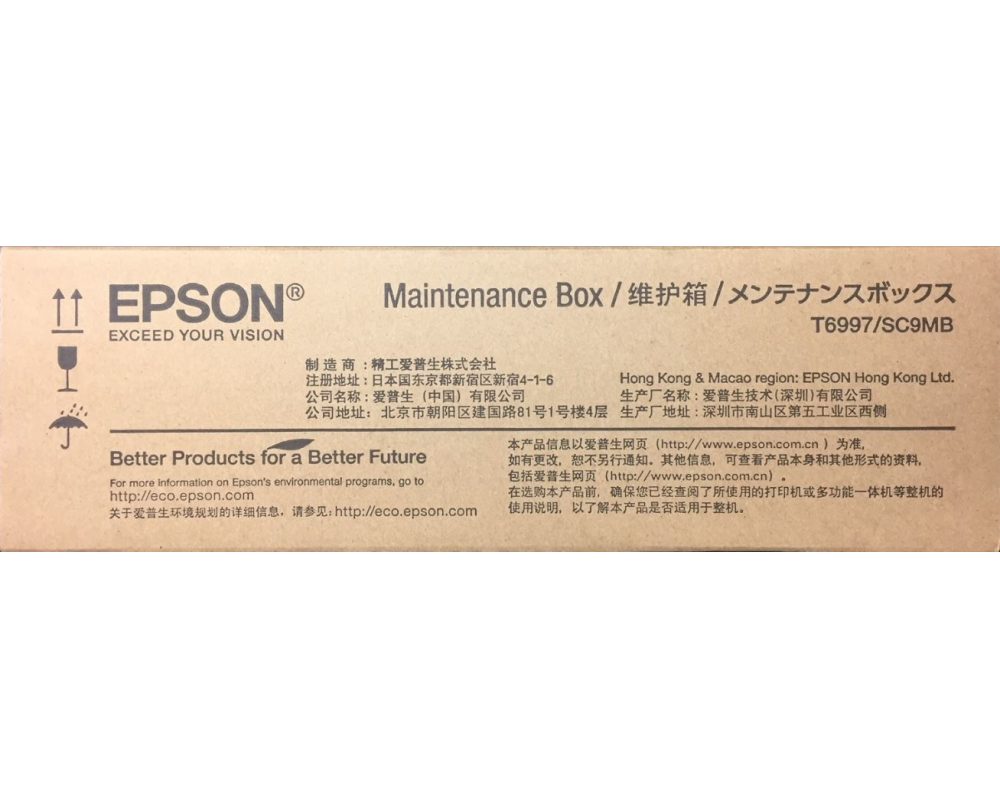 EPSON®
EXCEED YOUR VISION
Maintenance Box/维护箱/メンテナンスボックス
T6997/SC9MB
制造商：精工爱普生株式会社
注册地址：日本国东京都新宿区新宿4-1-6
公司名称：爱普生（中国）有限公司
公司地址：北京市朝阳区建国路81号1号楼4层
Hong Kong & Macao region: EPSON Hong Kong Ltd.
生产厂名称：爱普生技术(深圳)有限公司
生产厂地址：深圳市南山区第五工业区西侧
Better Products for a Better Future
For more information on Epson's environmental programs, go to
http://eco.epson.com
关于爱普生环境规划的详细信息，请参见：http://eco.epson.com
本产品信息以爱普生网页（http://www.epson.com.cn ）为准，
如有更改，恕不另行通知。其他信息，可查看产品本身和其他形式的资料，
包括爱普生网页（http://www.epson.com.cn）。
在选购本产品前，确保您已经查阅了所使用的打印机或多功能一体机等整机的
使用说明，以了解本产品是否适用于整机。